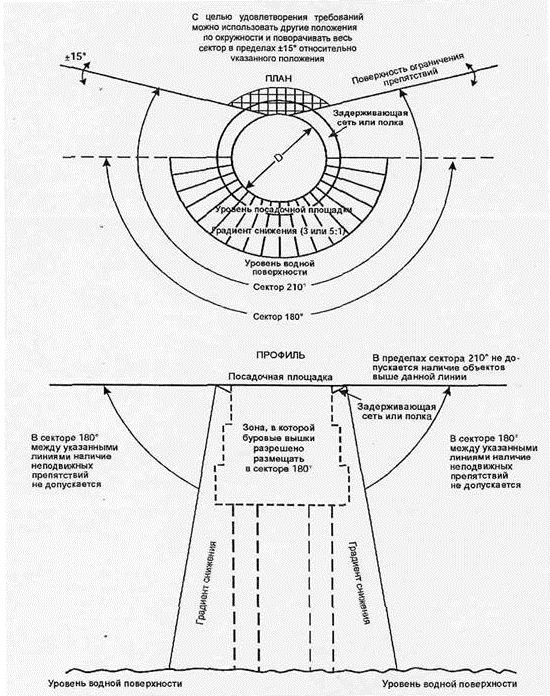 С целью удовлетворения требований
можно использовать другие положения
по окружности и поворачивать весь
сектор в пределах ±15° относительно
указанного положения
±15°
±15°
ПЛАН
Поверхность ограничения
препятствий
Задерживающая
сеть или полка
D
Уровень посадочной площадки
Градиент снижения (3 или 5:1)
Уровень водной
поверхности
Сектор 210°
Сектор 180°
ПРОФИЛЬ
В пределах сектора 210° не до-
пускается наличие объектов
выше данной линии
Посадочная площадка
Задерживающая
сеть или полка
Зона, в которой
буровые вышки
разрешено
размещать
в секторе 180°
В секторе 180°
между указанными
линиями наличие
неподвижных
препятствий
не допускается
В секторе 180°
между указанными
линиями наличие
неподвижных
препятствий
не допускается
Градиент снижения
Градиент снижения
Уровень водной поверхности
Уровень водной поверхности